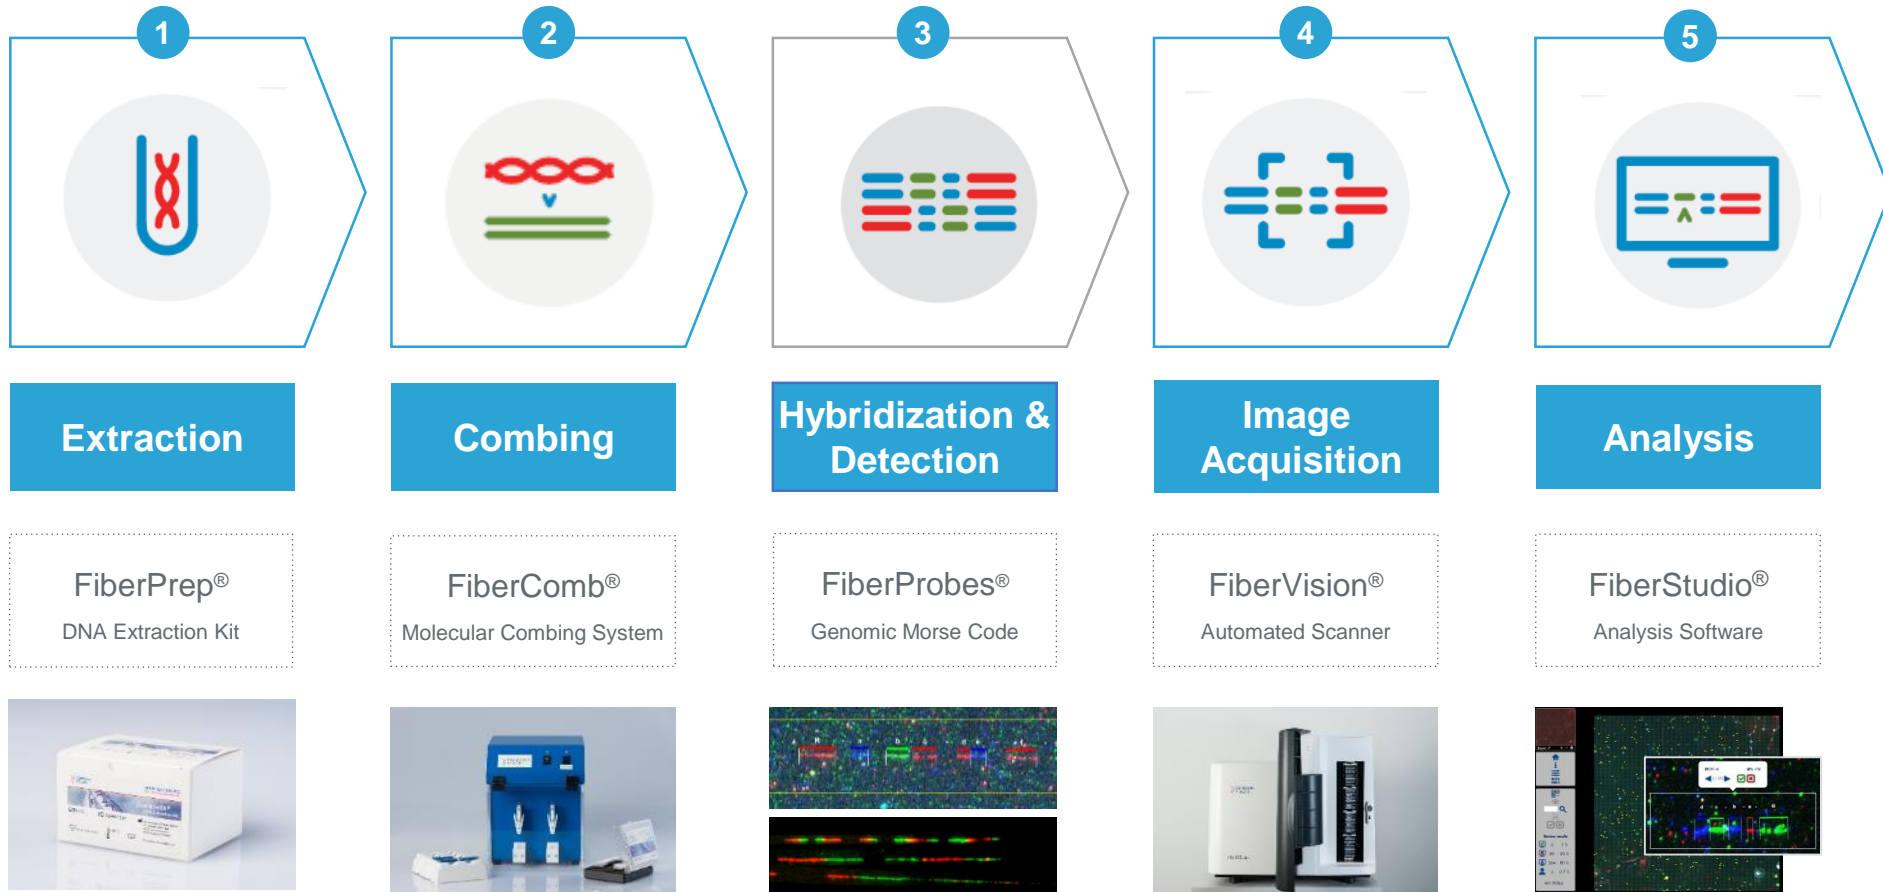 1
2
3
4
5
Extraction
Combing
Hybridization &
Detection
Image
Acquisition
Analysis
FiberPrep®
DNA Extraction Kit
FiberComb®
Molecular Combing System
FiberProbes®
Genomic Morse Code
FiberVision®
Automated Scanner
FiberStudio®
Analysis Software